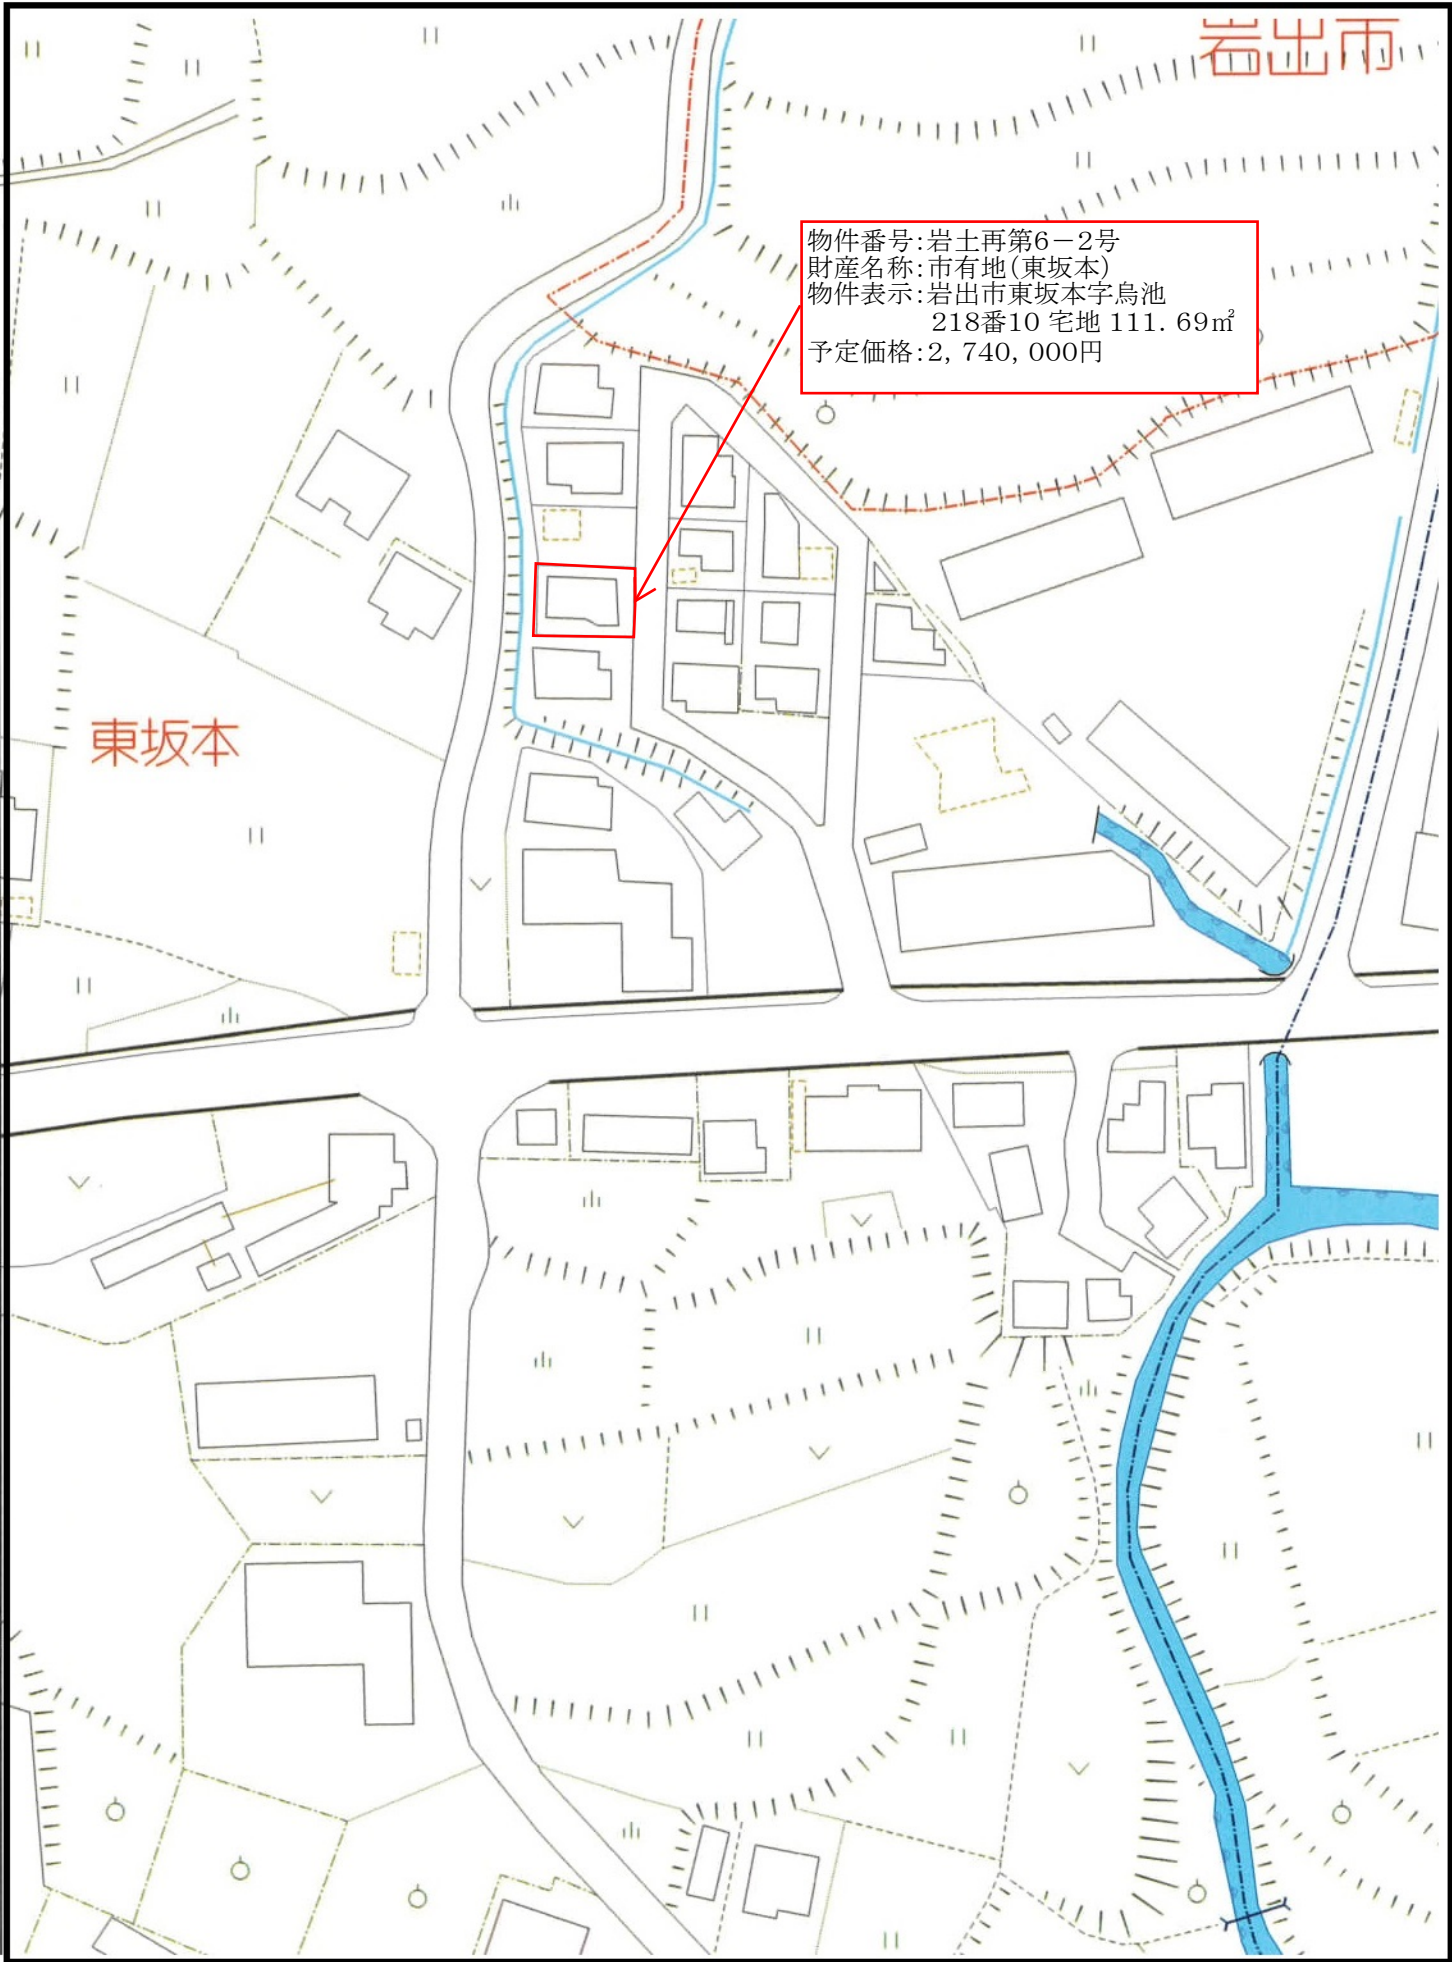 岩出市
物件番号：岩土再第6－2号
財産名称：市有地（東坂本）
物件表示：岩出市東坂本字烏池
218番10 宅地 111．69㎡
予定価格：2，740，000円
東坂本